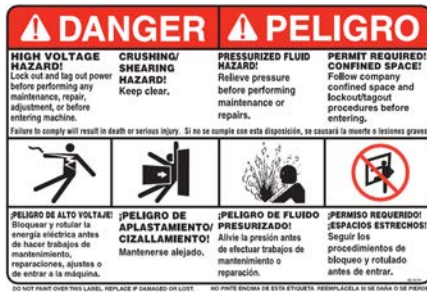 DANGER PELIGRO
HIGH VOLTAGE
HAZARD!
Lock out and tag out power
before performing any
maintenance, repair,
adjustment, or before
entering machine.
CRUSHING/
SHEARING
HAZARD!
Keep clear.
PRESSURIZED FLUID
HAZARD!
Relieve pressure
before performing
maintenance or
repairs.
PERMIT REQUIRED!
CONFINED SPACE!
Follow company
confined space and
lockout/tagout
procedures before
entering.
Failure to comply will result in death or serious injury. Si no se cumple con esta disposición, se causará la muerte o lesiones graves
¡PELIGRO DE ALTO VOLTAJE!
Bloquear y rotular la
energía eléctrica antes
de hacer trabajos de
mantenimiento,
reparaciones, ajustes o
de entrar a la máquina.
¡PELIGRO DE
APLASTAMIENTO/
CIZALLAMIENTO!
Mantenerse alejado.
¡PELIGRO DE FLUIDO
PRESURIZADO!
Alivie la presión antes
de efectuar trabajos de
mantenimiento o
reparación.
¡PERMISO REQUERIDO!
¡ESPACIOS ESTRECHOS!
Seguir los
procedimientos de
bloqueo y rotulado
antes de entrar.
DO NOT PAINT OVER THIS LABEL. REPLACE IF DAMAGED OR LOST. NO PINTE ENCIMA DE ESTA ETIQUETA. REEMPLÁCELA SI SE DAÑA O SE PIERDE